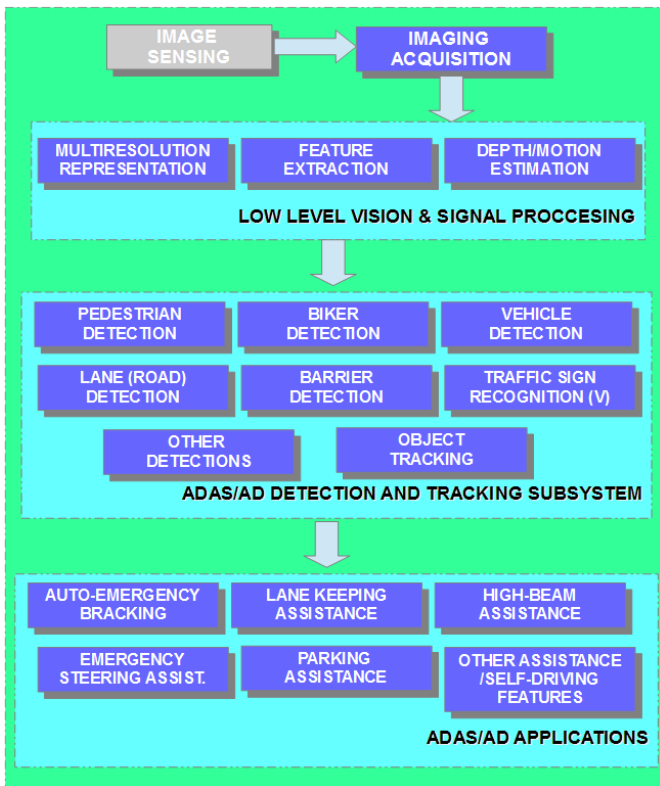 IMAGE
SENSING
IMAGING
ACQUISITION
MULTIRESOLUTION
REPRESENTATION
FEATURE
EXTRACTION
DEPTH/MOTION
ESTIMATION
LOW LEVEL VISION & SIGNAL PROCCESING
PEDESTRIAN
DETECTION
BIKER
DETECTION
VEHICLE
DETECTION
LANE (ROAD)
DETECTION
BARRIER
DETECTION
TRAFFIC SIGN
RECOGNITION (V)
OTHER
DETECTIONS
OBJECT
TRACKING
ADAS/AD DETECTION AND TRACKING SUBSYSTEM
AUTO-EMERGENCY
BRACKING
LANE KEEPING
ASSISTANCE
HIGH-BEAM
ASSISTANCE
EMERGENCY
STEERING ASSIST.
PARKING
ASSISTANCE
OTHER ASSISTANCE
/SELF-DRIVING
FEATURES
ADAS/AD APPLICATIONS